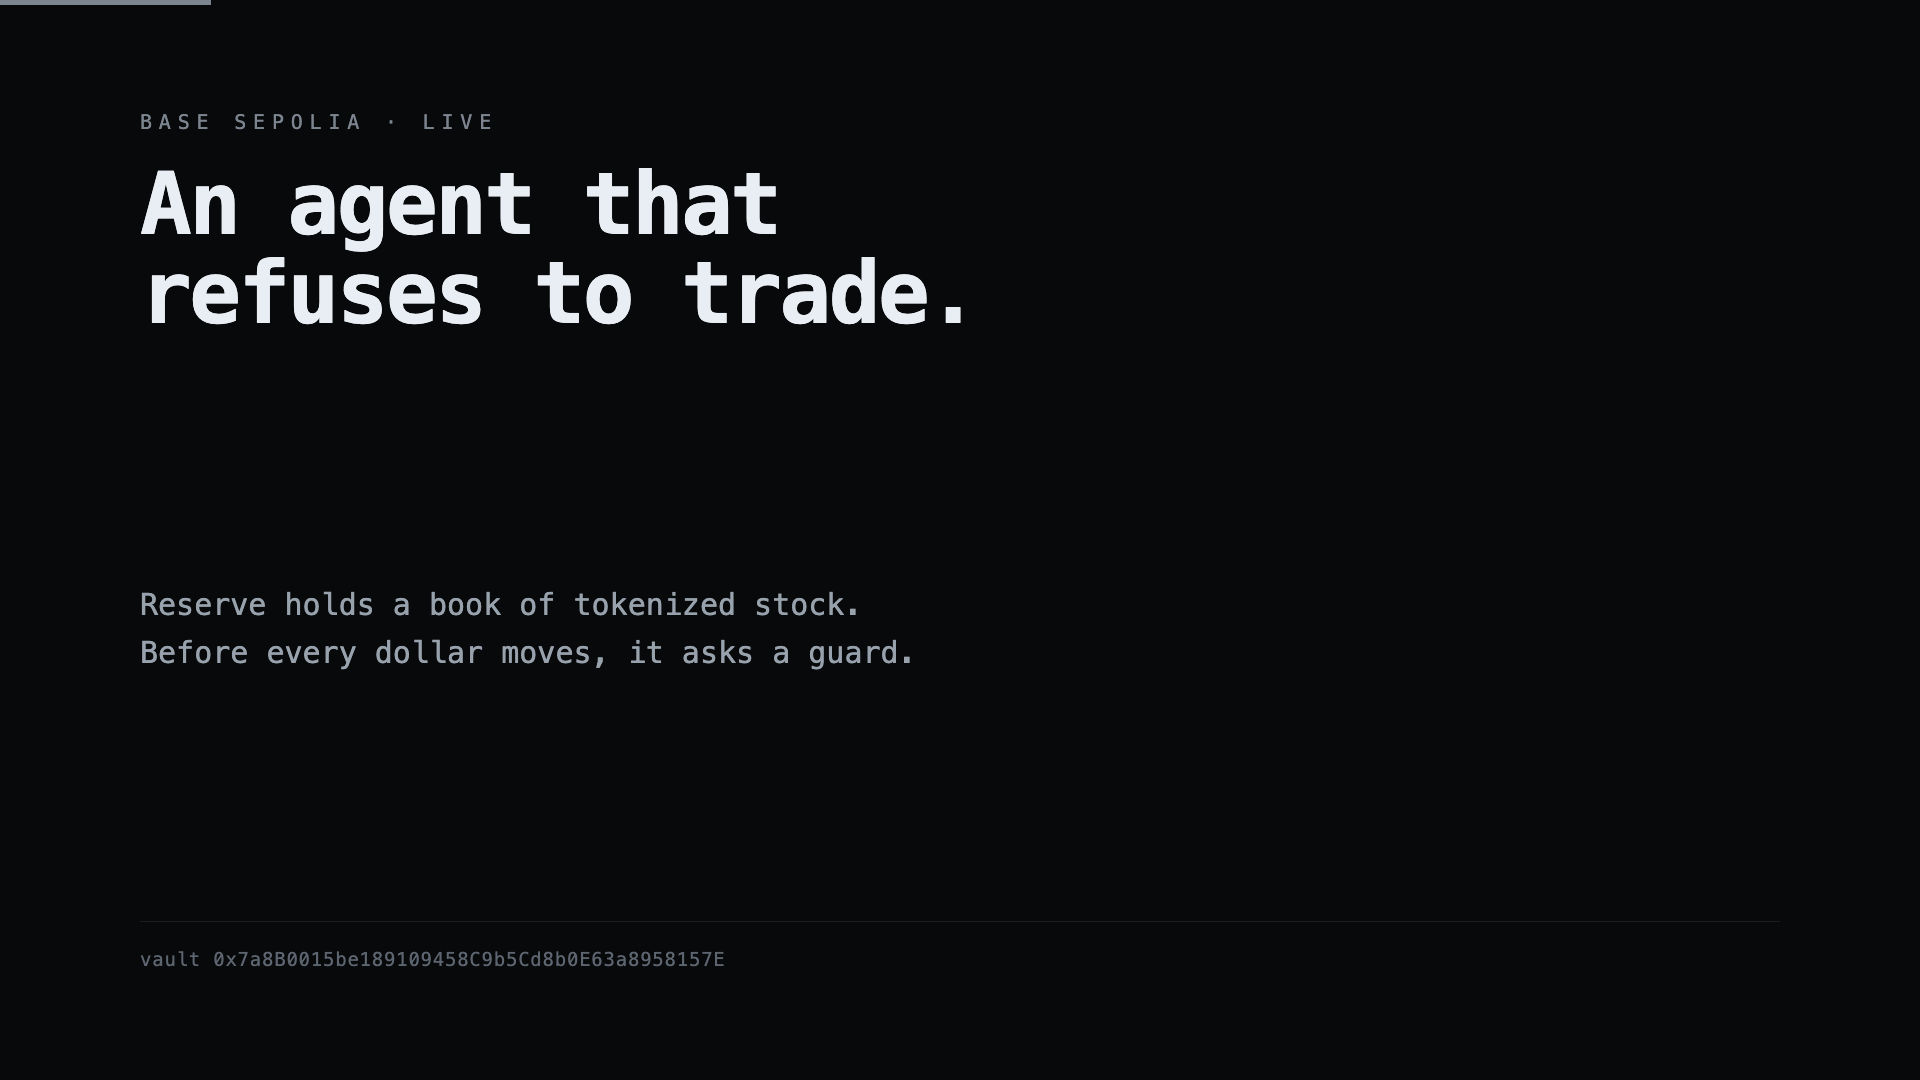 BASE SEPOLIA · LIVE
An agent that
refuses to trade.
Reserve holds a book of tokenized stock.
Before every dollar moves, it asks a guard.
vault 0x7a8B0015be189109458C9b5Cd8b0E63a8958157E